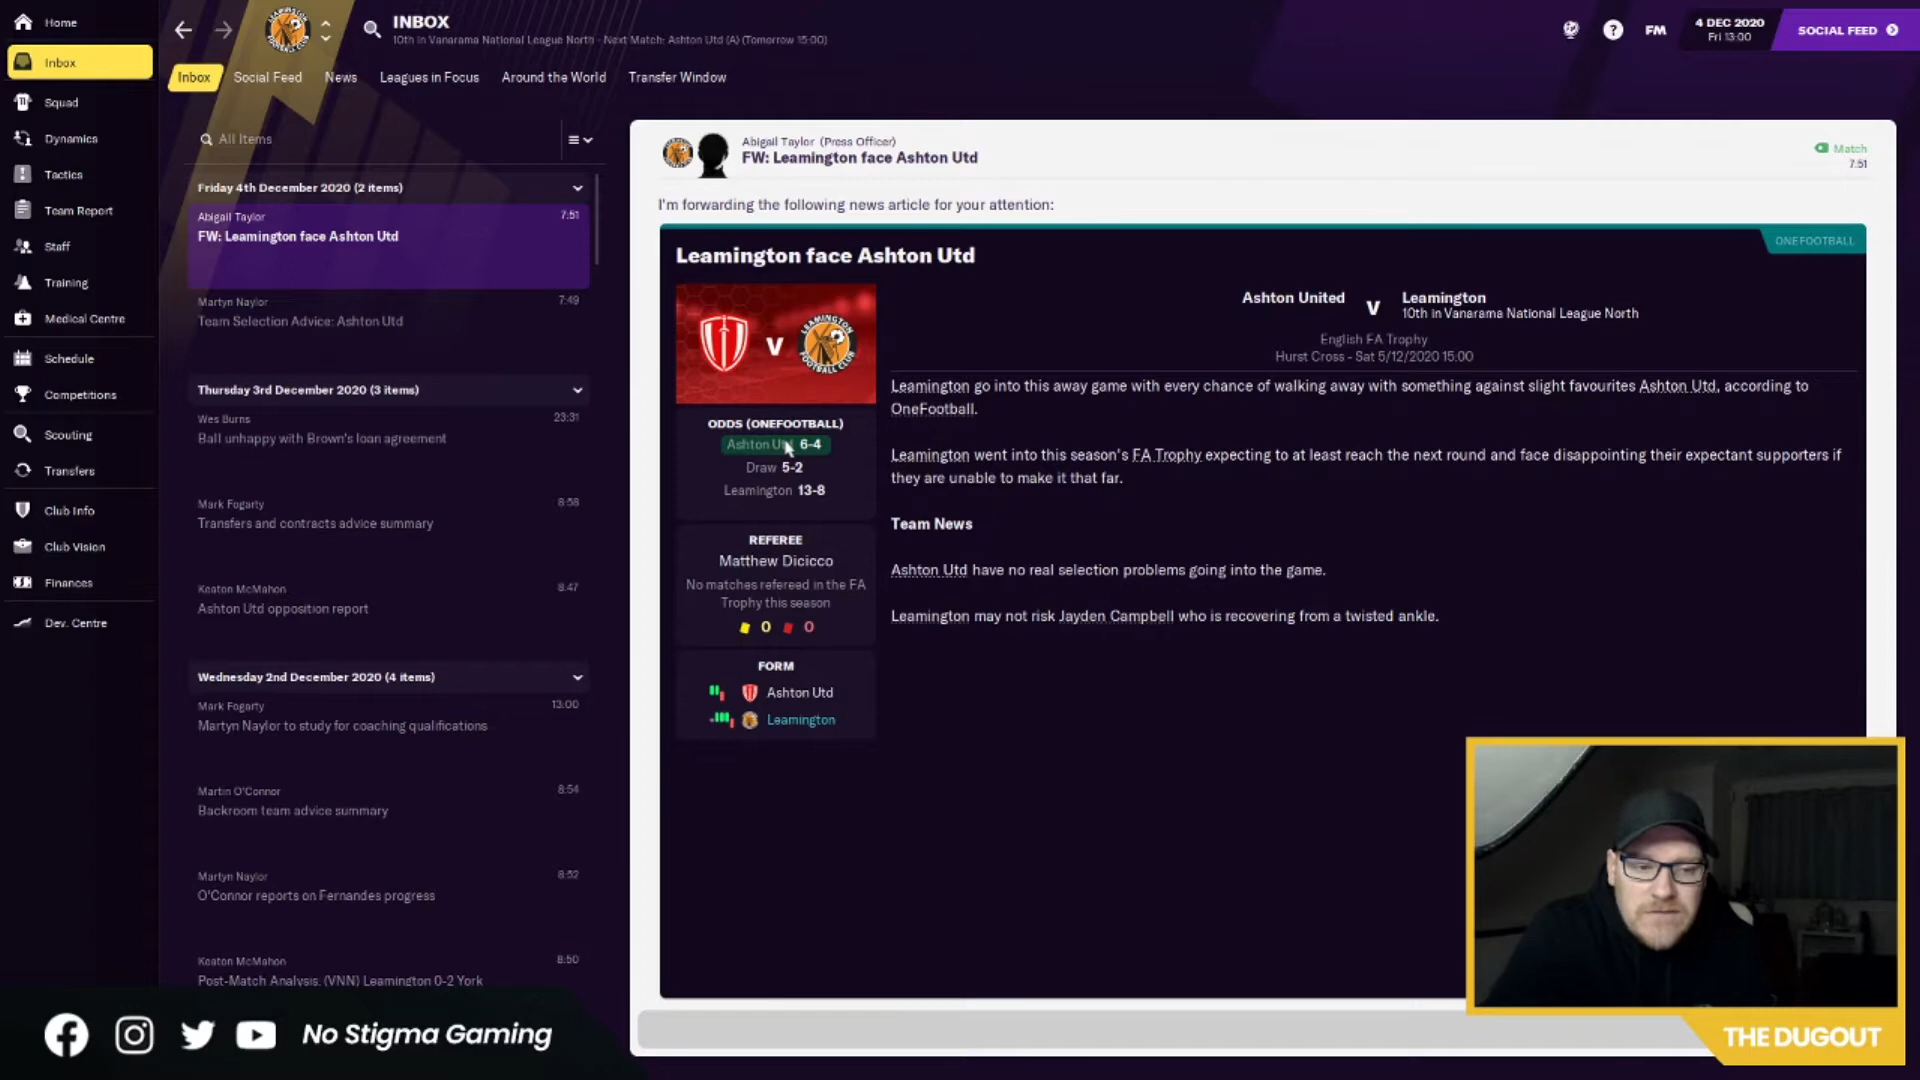 Home
Inbox
Squad
Dynamics
Tactics
Team Report
Staff
Training
Medical Centre
Schedule
Competitions
Scouting
Transfers
Club Info
Club Vision
Finances
Dev. Centre
INBOX
10th in Vanarama National League North - Next Match: Ashton Utd (A) (Tomorrow 15:00)
FM
4 DEC 2020
Fri 13:00
SOCIAL FEED
Inbox
Social Feed
News
Leagues in Focus
Around the World
Transfer Window
All Items
Friday 4th December 2020 (2 items)
Abigail Taylor 7:51
FW: Leamington face Ashton Utd
Martyn Naylor 7:49
Team Selection Advice: Ashton Utd
Thursday 3rd December 2020 (3 items)
Wes Burns 23:31
Ball unhappy with Brown's loan agreement
Mark Fogarty 8:58
Transfers and contracts advice summary
Keaton McMahon 8:47
Ashton Utd opposition report
Wednesday 2nd December 2020 (4 items)
Mark Fogarty 13:00
Martyn Naylor to study for coaching qualifications
Martin O'Connor 8:54
Backroom team advice summary
Martyn Naylor 8:52
O'Connor reports on Fernandes progress
Keaton McMahon 8:50
Post-Match Analysis. (VNN) Leamington 0-2 York
Abigail Taylor (Press Officer)
FW: Leamington face Ashton Utd
Match
7:51
I'm forwarding the following news article for your attention:
Leamington face Ashton Utd
ONEFOOTBALL
V
ODDS (ONEFOOTBALL)
Ashton Utd 6-4
Draw 5-2
Leamington 13-8
REFEREE
Matthew Dicicco
No matches refereed in the FA
Trophy this season
0 0
FORM
Ashton Utd
Leamington
Ashton United v Leamington
10th in Vanarama National League North
English FA Trophy
Hurst Cross - Sat 5/12/2020 15:00
Leamington go into this away game with every chance of walking away with something against slight favourites Ashton Utd, according to
OneFootball.
Leamington went into this season's FA Trophy expecting to at least reach the next round and face disappointing their expectant supporters if
they are unable to make it that far.
Team News
Ashton Utd have no real selection problems going into the game.
Leamington may not risk Jayden Campbell who is recovering from a twisted ankle.
No Stigma Gaming
THE DUGOUT